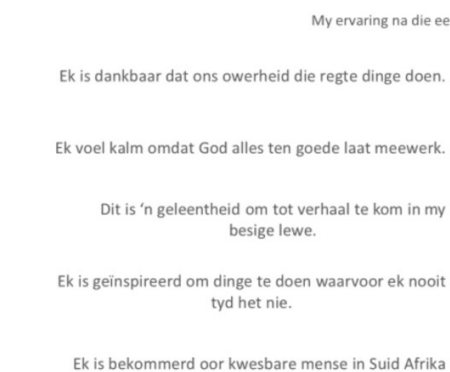 My ervaring na die ee
Ek is dankbaar dat ons owerheid die regte dinge doen.
Ek voel kalm omdat God alles ten goede laat meewerk.
Dit is ‘n geleentheid om tot verhaal te kom in my
besige lewe.
Ek is geïnspireerd om dinge te doen waarvoor ek nooit
tyd het nie.
Ek is bekommerd oor kwesbare mense in Suid Afrika